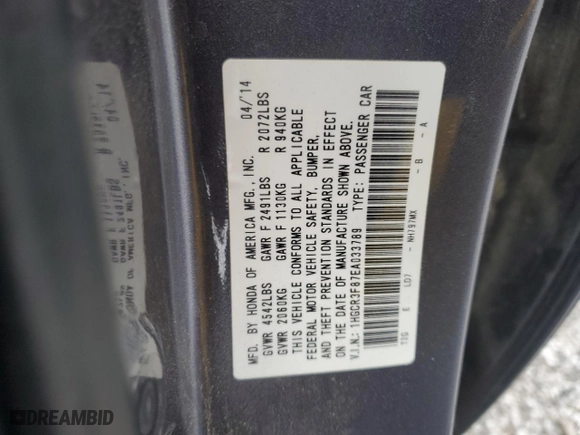 MFD. BY HONDA OF AMERICA MFG., INC. 04/'14
GVWR 4542LBS GAWR F 2491LBS R 2072LBS
GVWR 2060KG GAWR F 1130KG R 940KG
THIS VEHICLE CONFORMS TO ALL APPLICABLE
FEDERAL MOTOR VEHICLE SAFETY, BUMPER,
AND THEFT PREVENTION STANDARDS IN EFFECT
ON THE DATE OF MANUFACTURE SHOWN ABOVE.
V.I.N.: 1HGCR3F87EA033789 TYPE: PASSENGER CAR
T3G E LD7 - NH797MX - B - A
DREAMBID